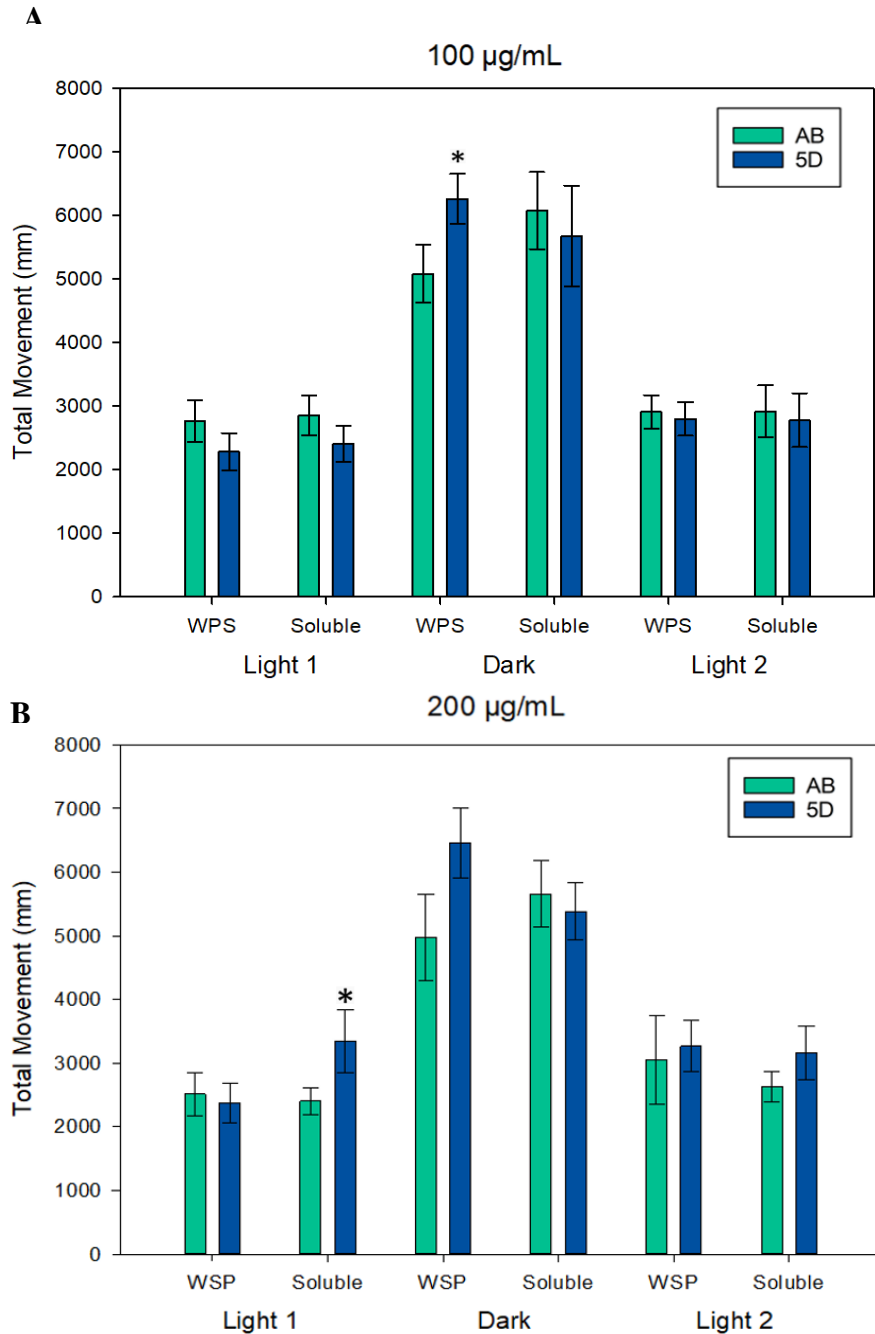 A
100 µg/mL
8000
7000
6000
5000
4000
3000
2000
1000
0
Total Movement (mm)
AB
5D
*
WPS Soluble WPS Soluble WPS Soluble
Light 1 Dark Light 2
B
200 µg/mL
8000
7000
6000
5000
4000
3000
2000
1000
0
Total Movement (mm)
AB
5D
*
WSP Soluble WSP Soluble WSP Soluble
Light 1 Dark Light 2